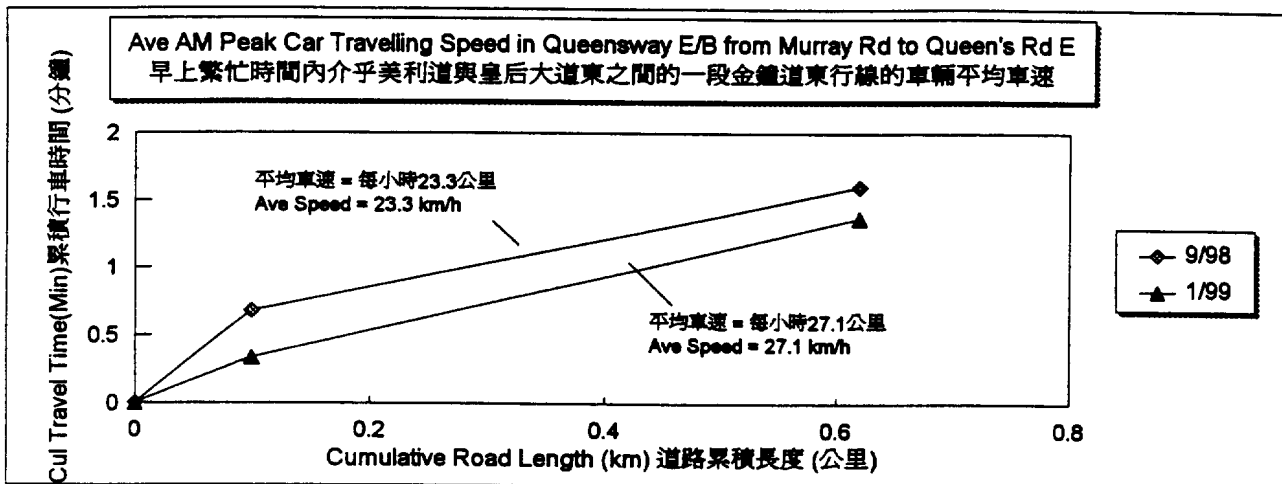 Ave AM Peak Car Travelling Speed in Queensway E/B from Murray Rd to Queen's Rd E
早上繁忙時間內介乎美利道與皇后大道東之間的一段金鐘道東行線的車輛平均車速
Cul Travel Time(Min)累積行車時間 (分鐘)
2
1.5
1
0.5
0
平均車速 = 每小時23.3公里
Ave Speed = 23.3 km/h
平均車速 = 每小時27.1公里
Ave Speed = 27.1 km/h
9/98
1/99
0
0.2
0.4
0.6
0.8
Cumulative Road Length (km) 道路累積長度 (公里)